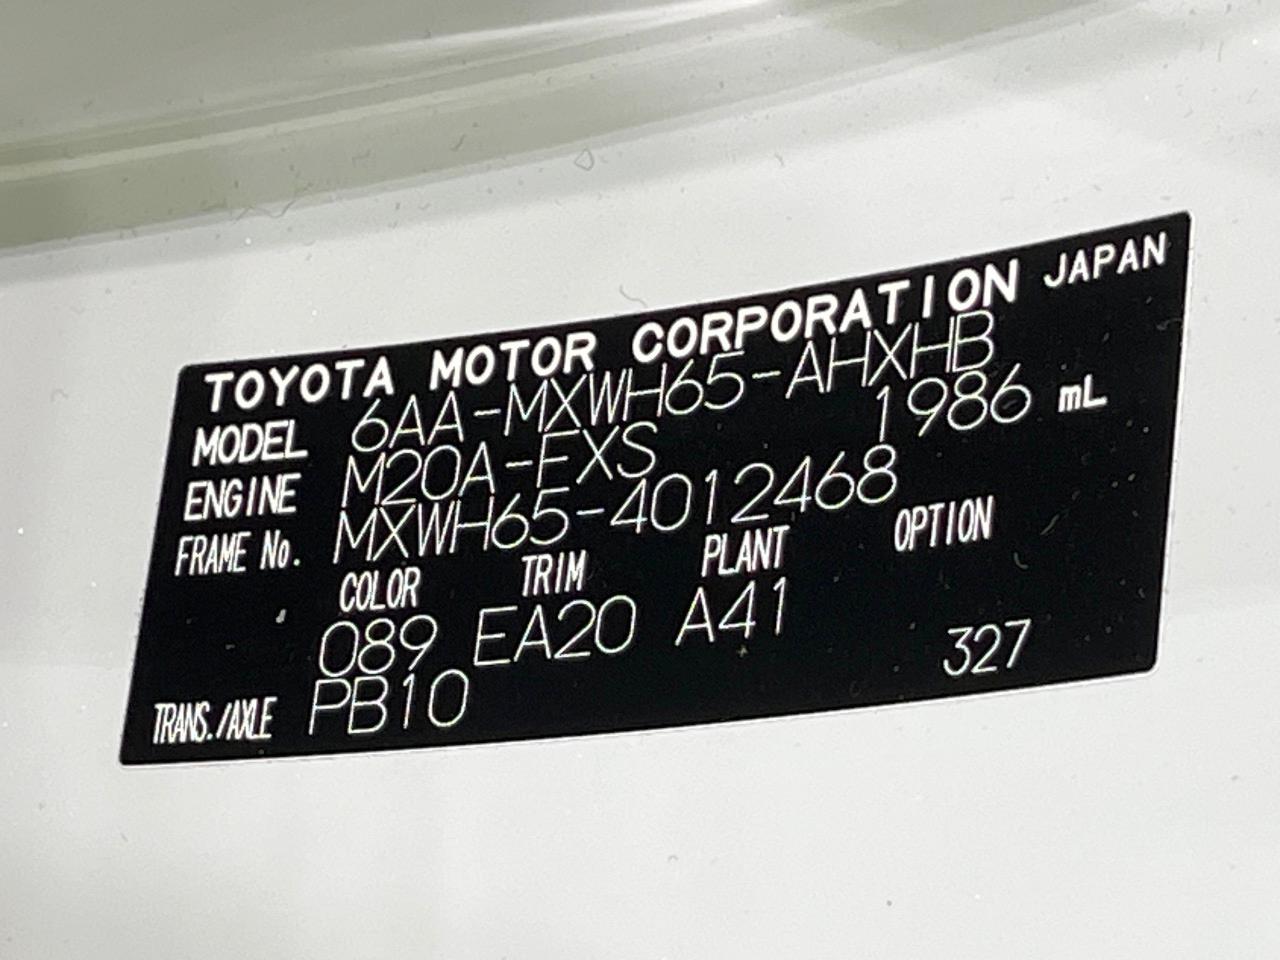 TOYOTA MOTOR CORPORATION JAPAN
MODEL 6AA-MXWH65-AHXHB
ENGINE M20A-FXS 1986 mL
FRAME No. MXWH65-4012468
COLOR TRIM PLANT OPTION
089 EA20 A41
TRANS./AXLE PB10 327